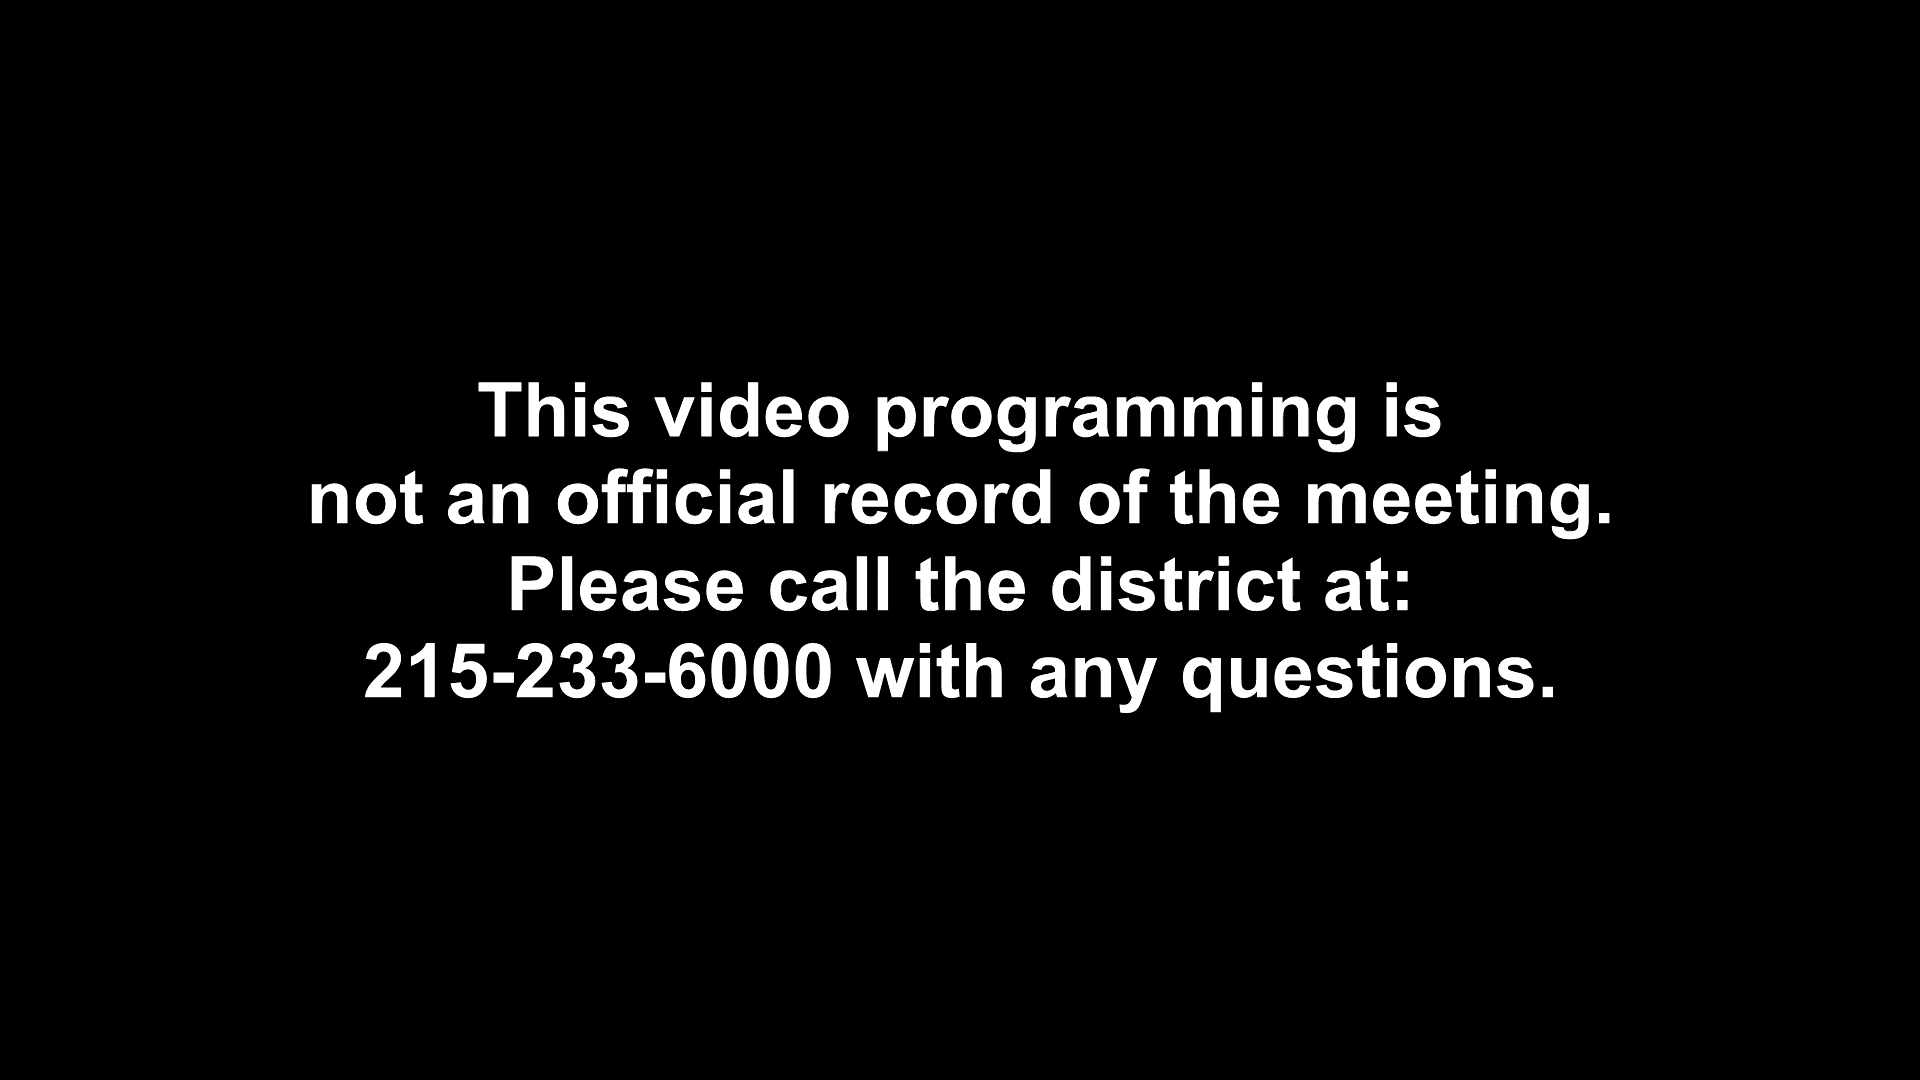 This video programming is
not an official record of the meeting.
Please call the district at:
215-233-6000 with any questions.